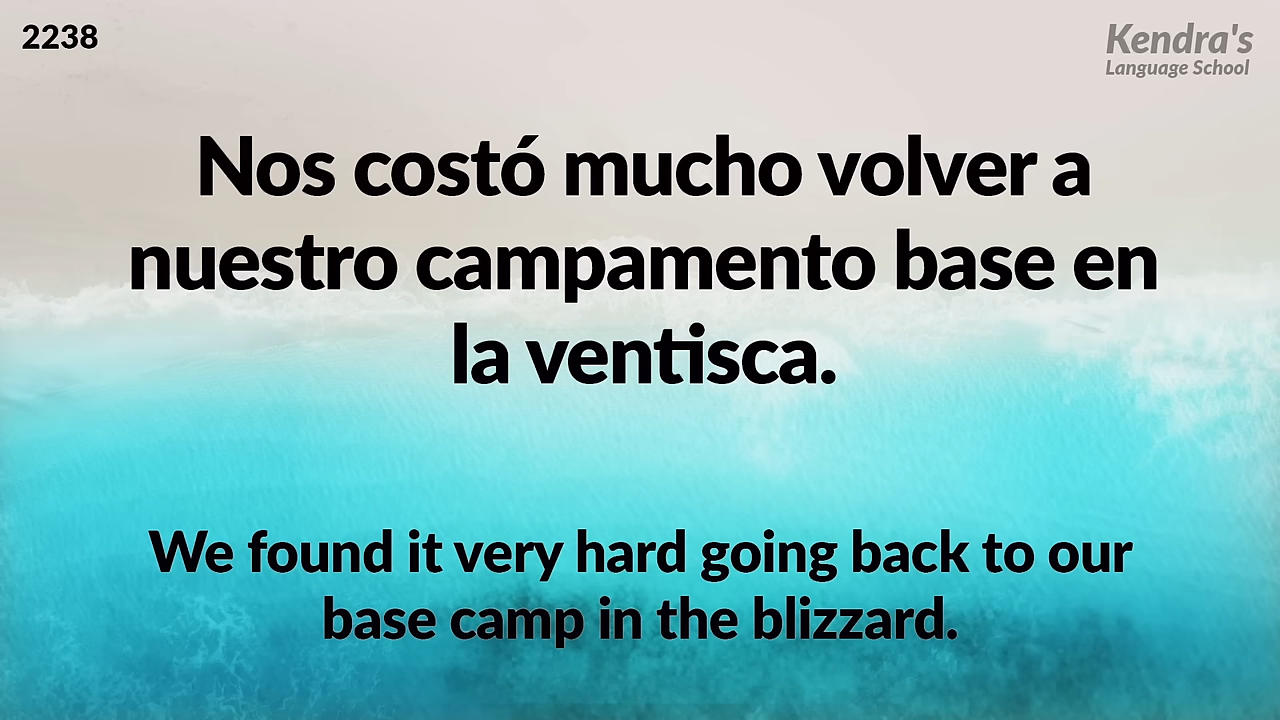 2238
Kendra's
Language School
Nos costó mucho volver a
nuestro campamento base en
la ventisca.
We found it very hard going back to our
base camp in the blizzard.